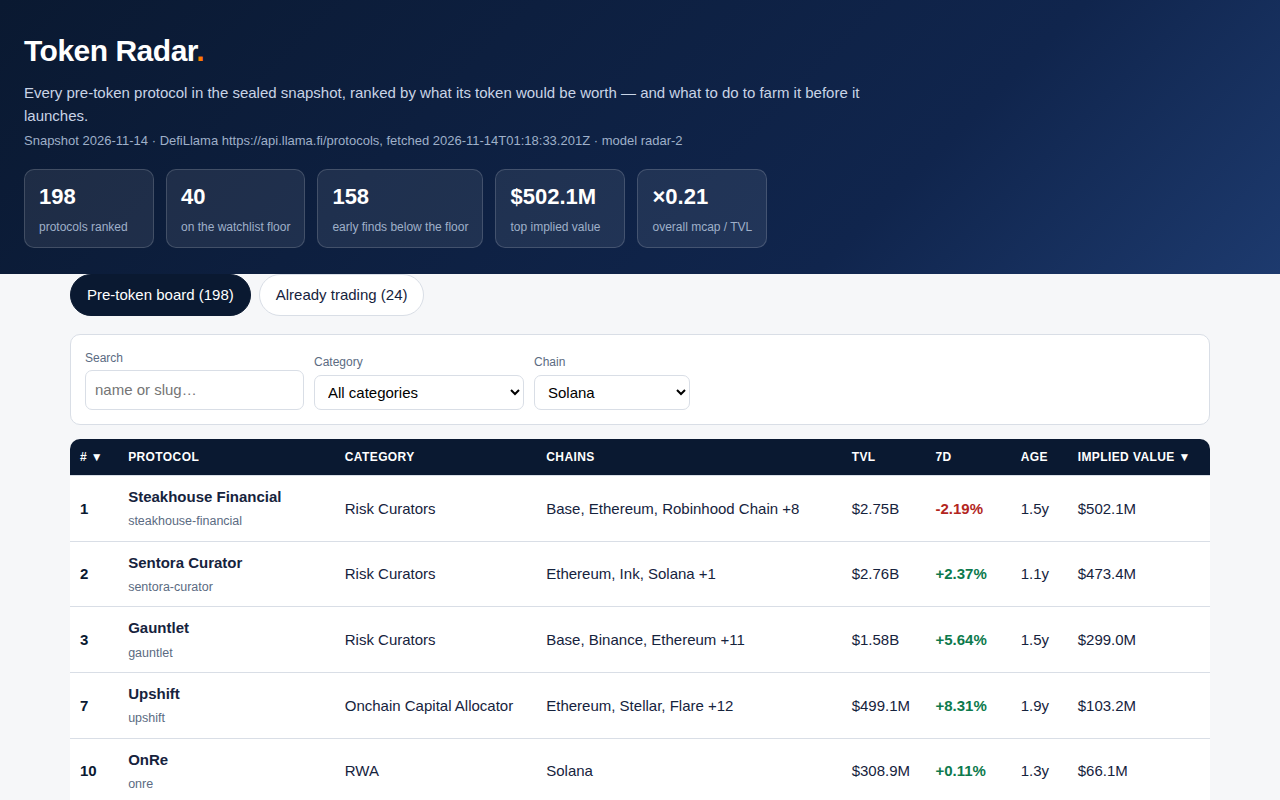 Token Radar.
Every pre-token protocol in the sealed snapshot, ranked by what its token would be worth — and what to do to farm it before it
launches.
Snapshot 2026-11-14 · DefiLlama https://api.llama.fi/protocols, fetched 2026-11-14T01:18:33.201Z · model radar-2
198 40 158 $502.1M ×0.21
protocols ranked on the watchlist floor early finds below the floor top implied value overall mcap / TVL
Pre-token board (198) Already trading (24)
Search Category Chain
name or slug… All categories Solana
# ▼ PROTOCOL CATEGORY CHAINS TVL 7D AGE IMPLIED VALUE ▼
1 Steakhouse Financial Risk Curators Base, Ethereum, Robinhood Chain +8 $2.75B -2.19% 1.5y $502.1M
steakhouse-financial
2 Sentora Curator Risk Curators Ethereum, Ink, Solana +1 $2.76B +2.37% 1.1y $473.4M
sentora-curator
3 Gauntlet Risk Curators Base, Binance, Ethereum +11 $1.58B +5.64% 1.5y $299.0M
gauntlet
7 Upshift Onchain Capital Allocator Ethereum, Stellar, Flare +12 $499.1M +8.31% 1.9y $103.2M
upshift
10 OnRe RWA Solana $308.9M +0.11% 1.3y $66.1M
onre